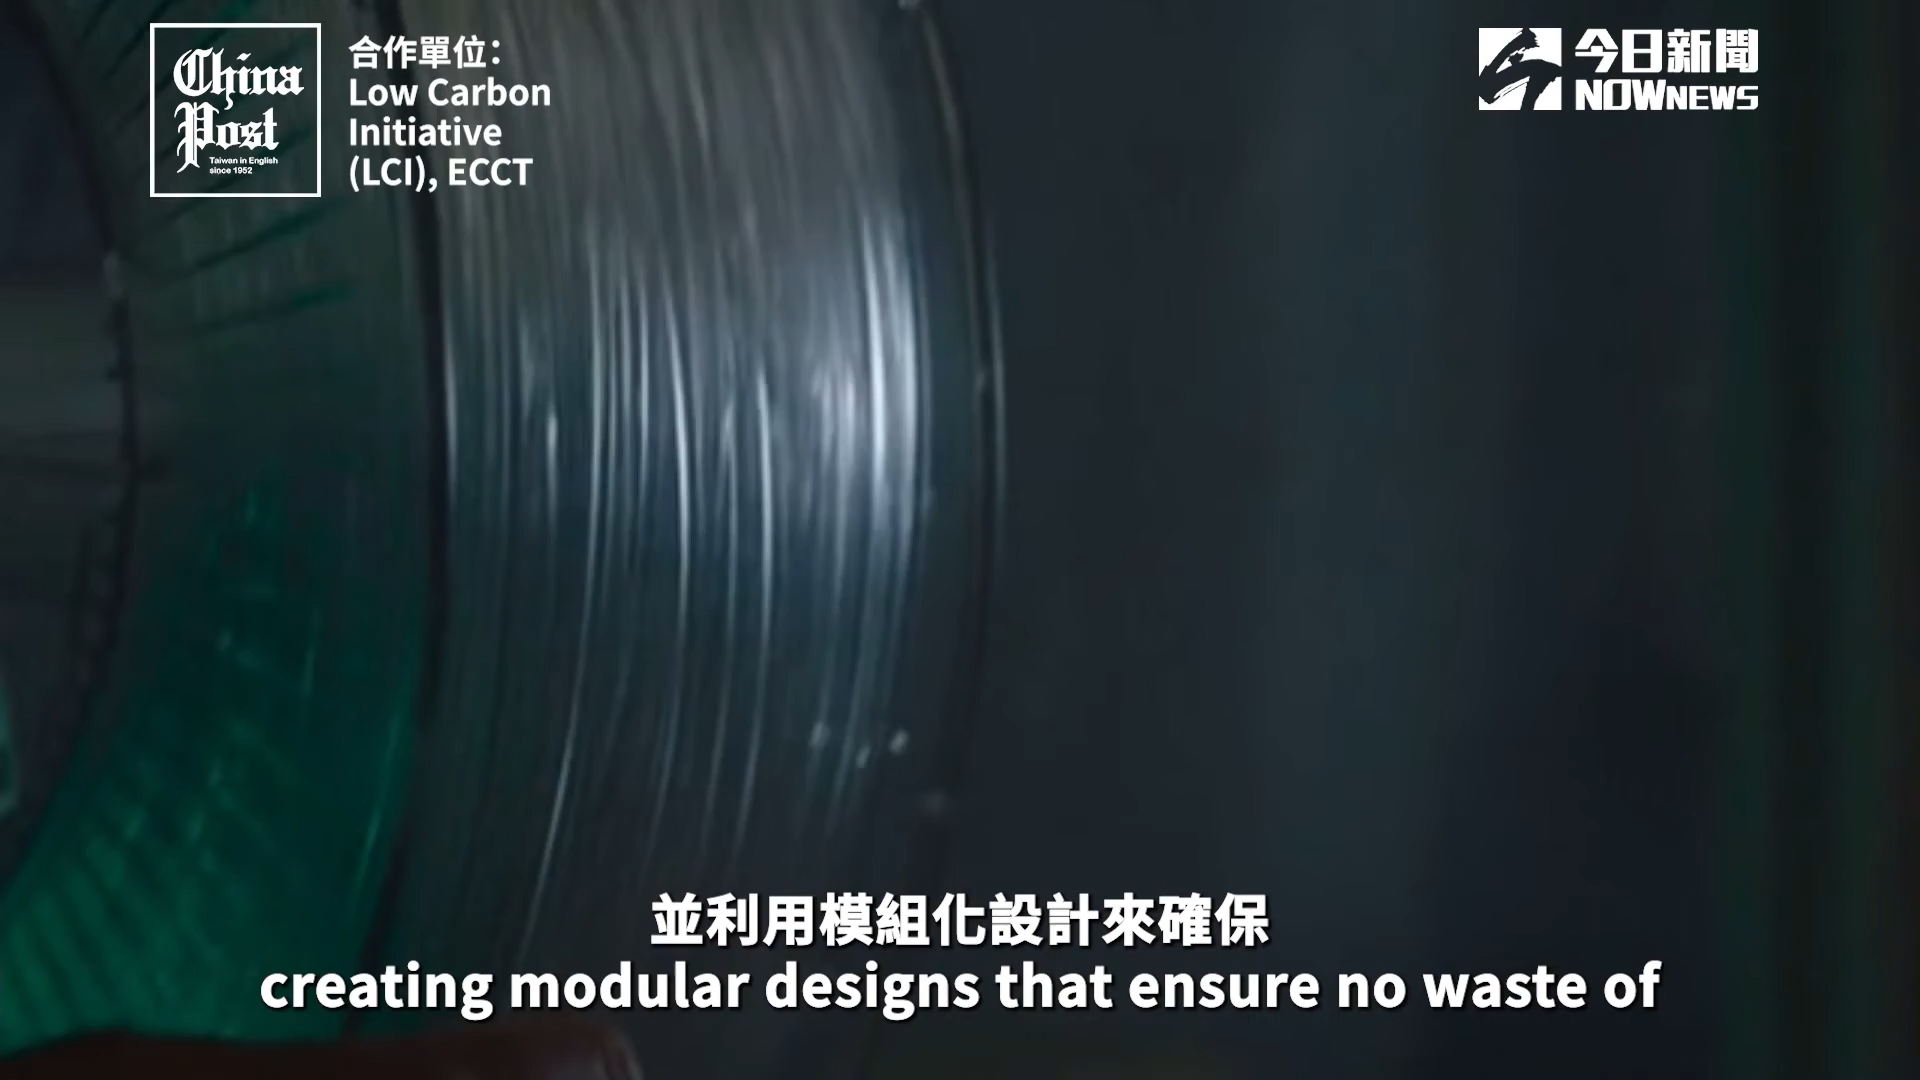 China
Post
Taiwan in English
since 1952
合作單位：
Low Carbon
Initiative
(LCI), ECCT
今日新聞
NOWNEWS
並利用模組化設計來確保
creating modular designs that ensure no waste of